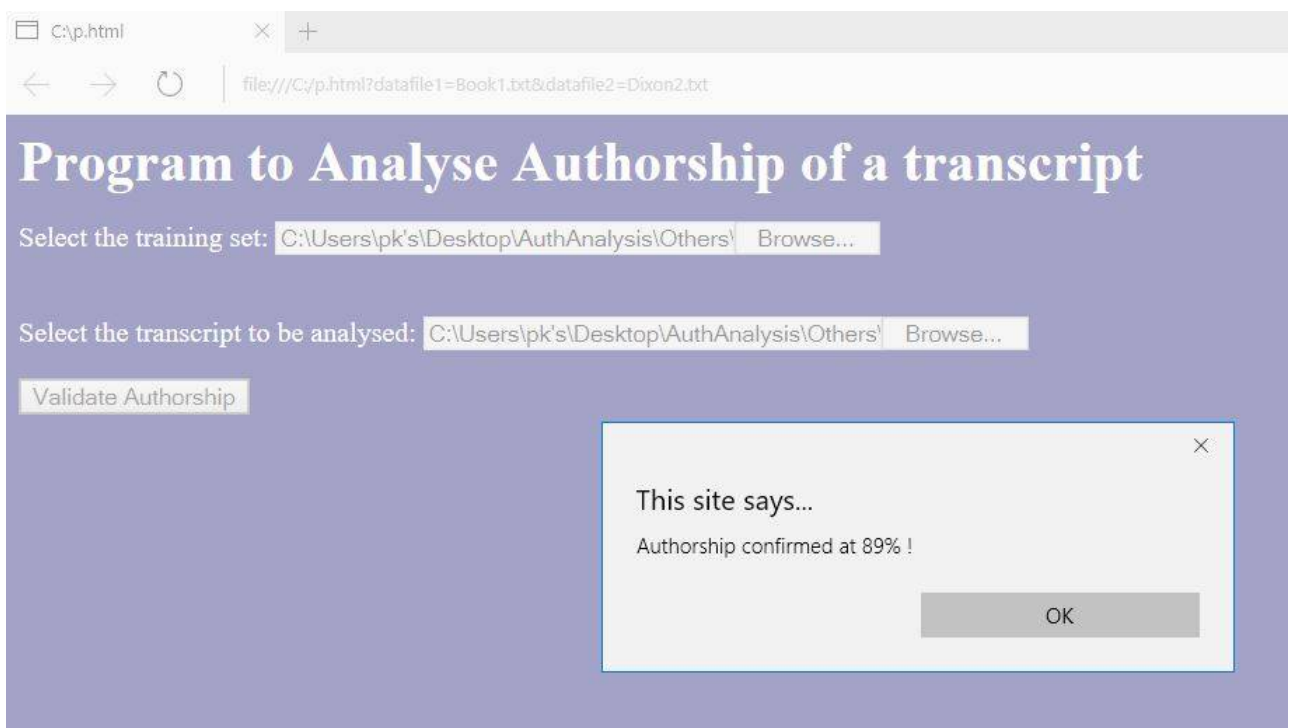 C:\p.html
file:///C:/p.html?datafile1=Book1.txt&datafile2=Dixon2.txt
Program to Analyse Authorship of a transcript
Select the training set: C:\Users\pk's\Desktop\AuthAnalysis\Others\ Browse...
Select the transcript to be analysed: C:\Users\pk's\Desktop\AuthAnalysis\Others\ Browse...
Validate Authorship
This site says...
Authorship confirmed at 89% !
OK